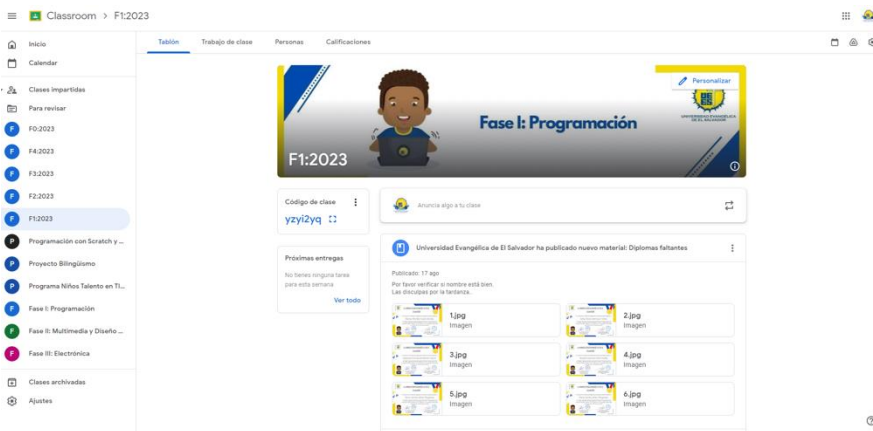 Classroom > F1:2023
Inicio
Calendar
Clases impartidas
Para revisar
F F0:2023
F F4:2023
F F3:2023
F F2:2023
F F1:2023
P Programación con Scratch y ...
P Proyecto Bilingüismo
P Programa Niños Talento en TI...
F Fase I: Programación
F Fase II: Multimedia y Diseño ...
F Fase III: Electrónica
Clases archivadas
Ajustes
Tablón Trabajo de clase Personas Calificaciones
Personalizar
UNIVERSIDAD EVANGÉLICA
DE EL SALVADOR
Fase I: Programación
F1:2023
Código de clase
yzyi2yq
Próximas entregas
No tienes ninguna tarea
para esta semana
Ver todo
Anuncia algo a tu clase
Universidad Evangélica de El Salvador ha publicado nuevo material: Diplomas faltantes
Publicado: 17 ago
Por favor verificar si nombre está bien.
Las disculpas por la tardanza.
1.jpg
Imagen
2.jpg
Imagen
3.jpg
Imagen
4.jpg
Imagen
5.jpg
Imagen
6.jpg
Imagen